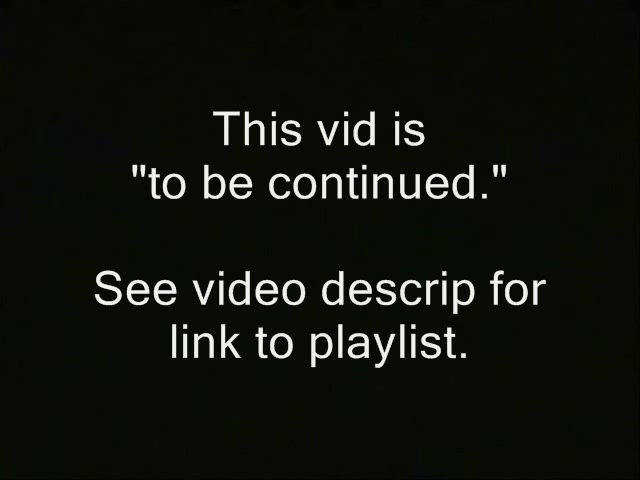 This vid is
"to be continued."
See video descrip for
link to playlist.